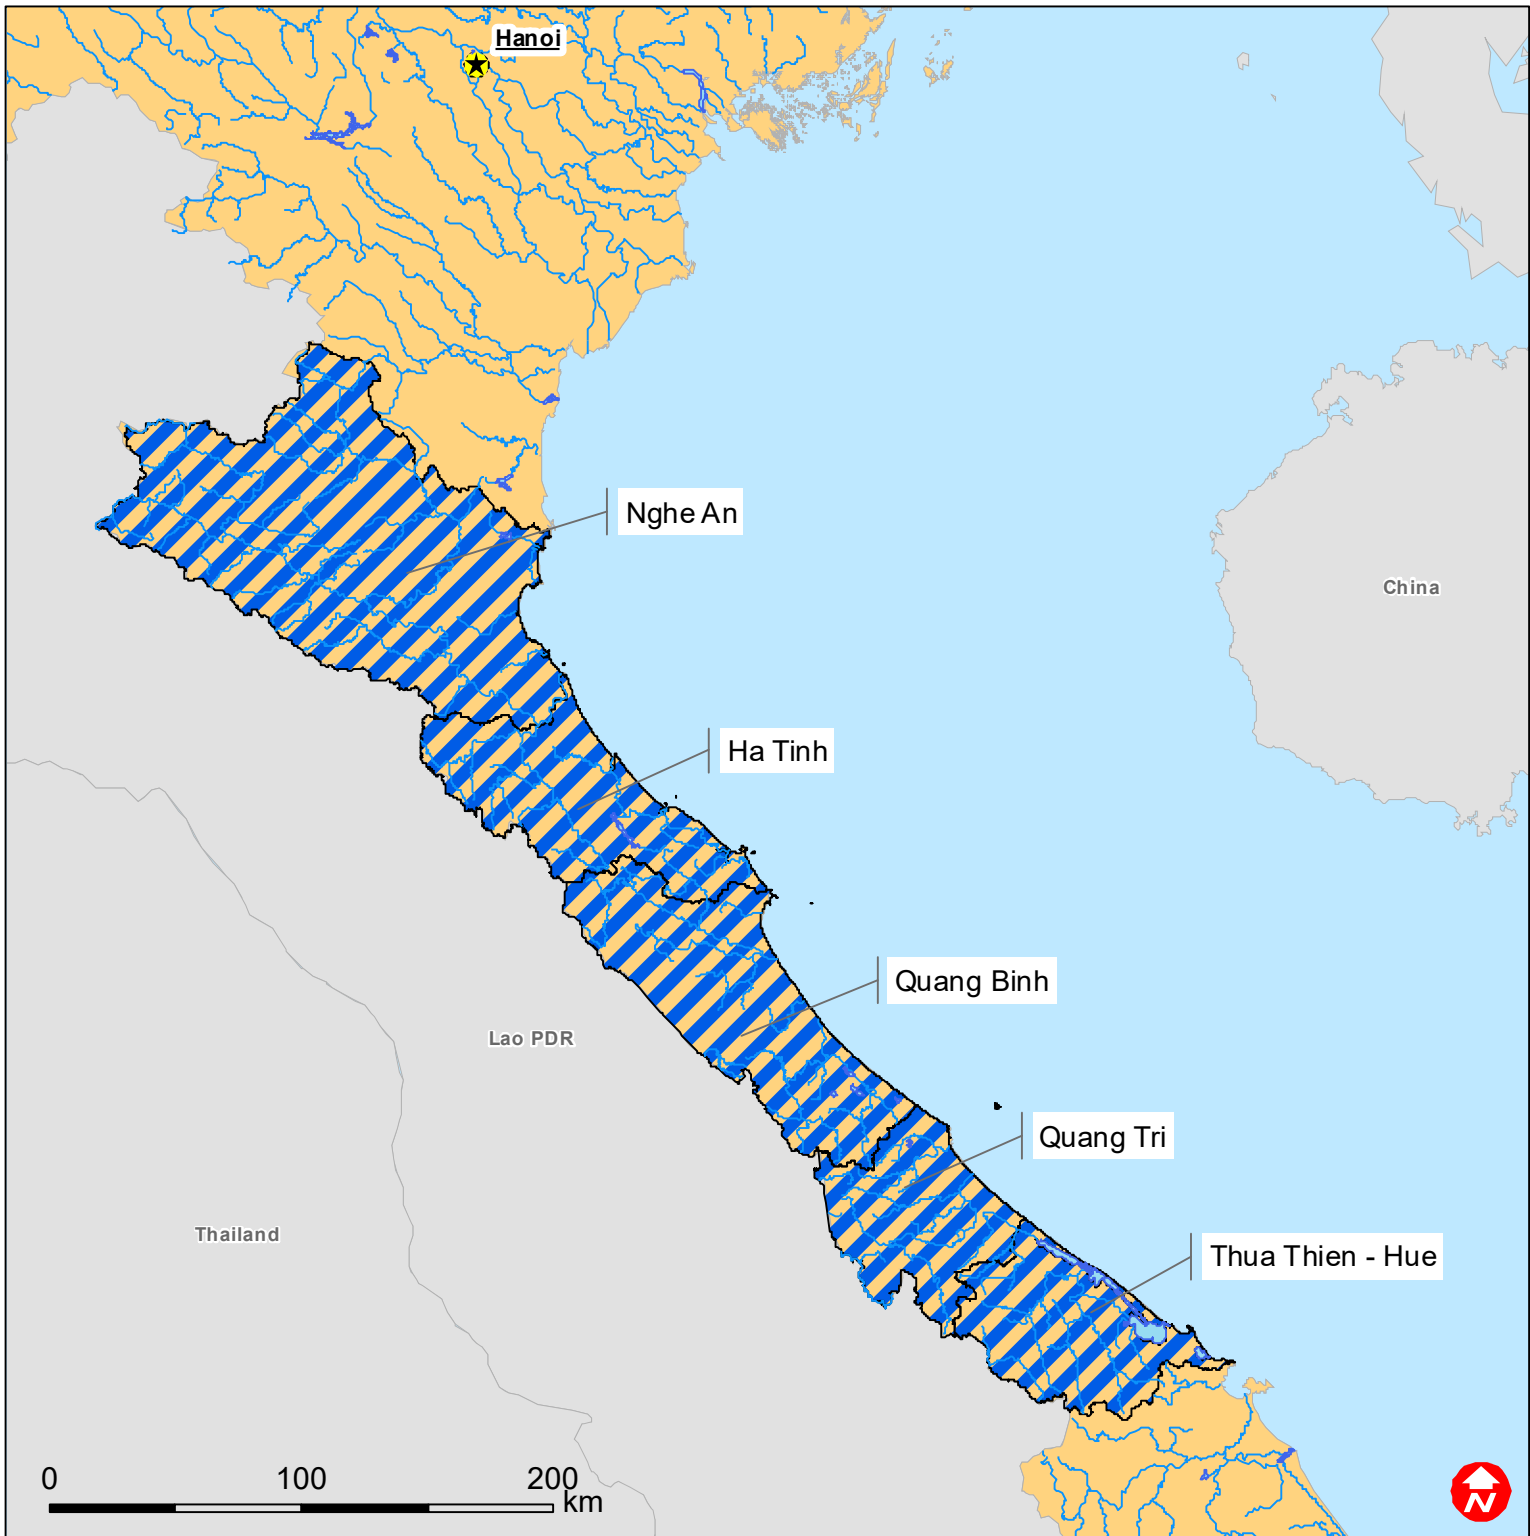 Hanoi
Nghe An
China
Ha Tinh
Quang Binh
Lao PDR
Quang Tri
Thailand
Thua Thien - Hue
0 100 200
km
N